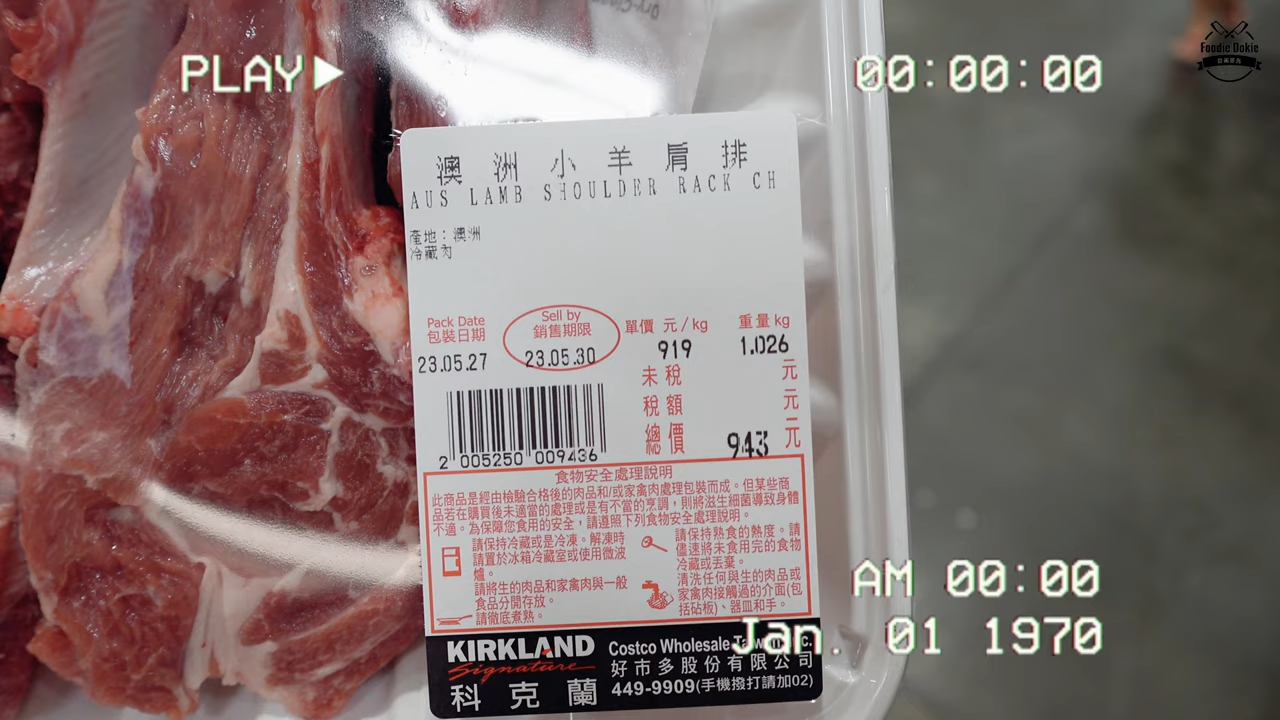 PLAY
00:00:00
Foodie Dokie
澳洲小羊肩排
AUS LAMB SHOULDER RACK CH
產地：澳洲
冷藏肉
Pack Date
包裝日期
23.05.27
Sell by
銷售期限
23.05.30
單價 元/kg
919
重量 kg
1.026
未稅 元
稅額 元
總價 943 元
2 005250 009436
食物安全處理說明
此商品是經由檢驗合格後的肉品和/或家禽肉處理包裝而成。但某些商
品若在購買後未適當的處理或是有不當的烹調，則將滋生細菌導致身體
不適。為保障您食用的安全，請遵照下列食物安全處理說明。
請保持冷藏或是冷凍。解凍時
請置於冰箱冷藏室或使用微波
爐。
請將生的肉品和家禽肉與一般
食品分開存放。
請徹底煮熟。
請保持熟食的熱度。請
儘速將未食用完的食物
冷藏或丟棄。
清洗任何與生的肉品或
家禽肉接觸過的介面(包
括砧板)、器皿和手。
AM 00:00
Jan. 01 1970
KIRKLAND
Signature
科克蘭
Costco Wholesale Taiwan Inc.
好市多股份有限公司
449-9909(手機撥打請加02)